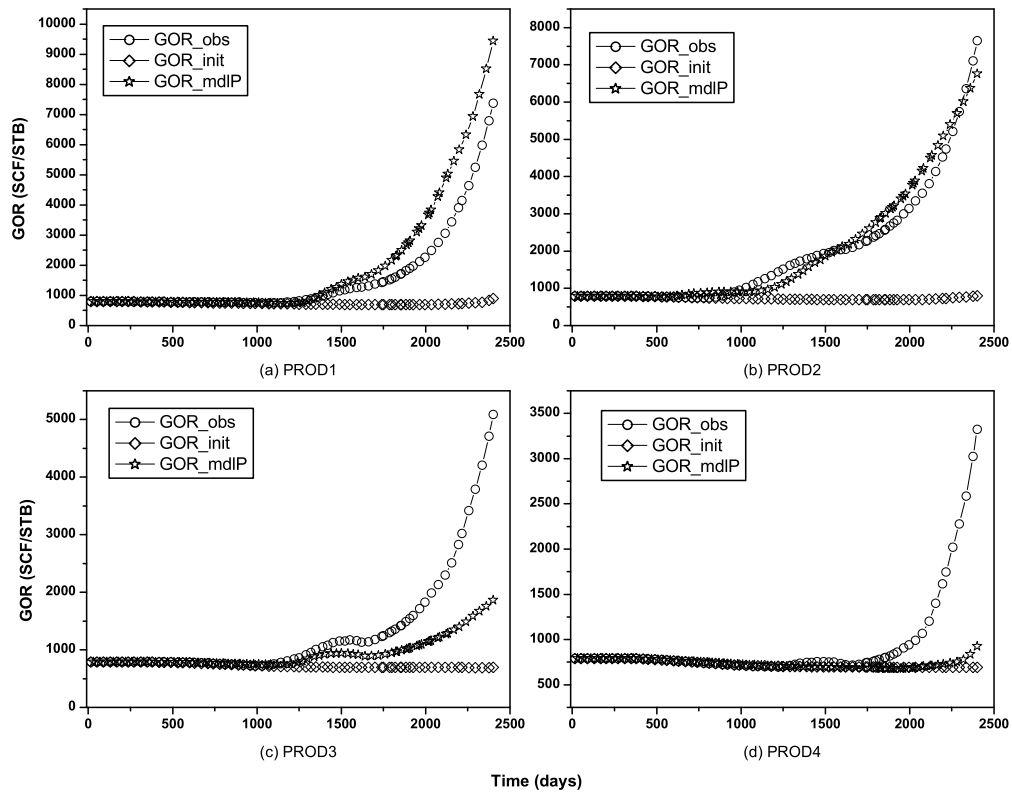 10000
9000
8000
7000
6000
5000
4000
3000
2000
1000
0
GOR (SCF/STB)
GOR_obs
GOR_init
GOR_mdlP
0 500 1000 1500 2000 2500
(a) PROD1
8000
7000
6000
5000
4000
3000
2000
1000
0
GOR_obs
GOR_init
GOR_mdlP
0 500 1000 1500 2000 2500
(b) PROD2
5000
4000
3000
2000
1000
0
GOR (SCF/STB)
GOR_obs
GOR_init
GOR_mdlP
0 500 1000 1500 2000 2500
(c) PROD3
3500
3000
2500
2000
1500
1000
500
GOR_obs
GOR_init
GOR_mdlP
0 500 1000 1500 2000 2500
(d) PROD4
Time (days)